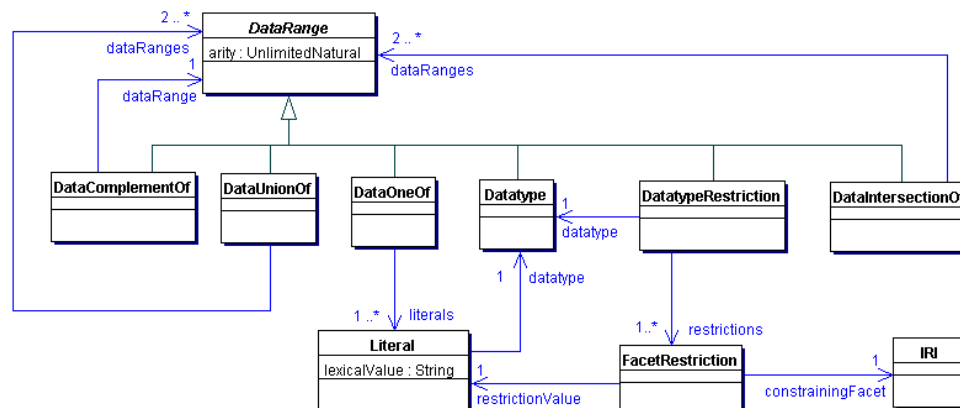 2 .. *
DataRange
dataRanges
arity : UnlimitedNatural
2 .. *
1
dataRanges
dataRange
DataComplementOf
DataUnionOf
DataOneOf
Datatype
DatatypeRestriction
DataIntersectionOf
1
datatype
1
datatype
1 ..*
literals
1..*
restrictions
Literal
lexicalValue : String
1
restrictionValue
FacetRestriction
1
constrainingFacet
IRI